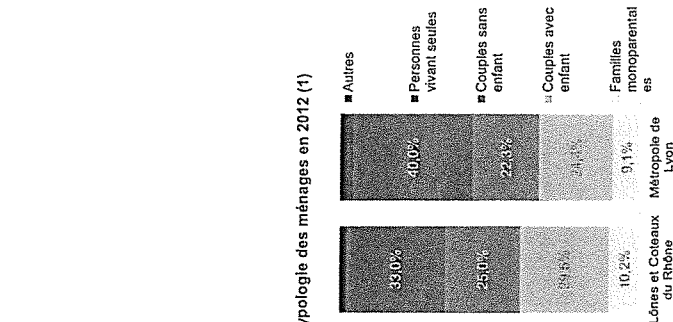 ypologie des ménages en 2012 (1)
Autres
Personnes
vivant seules
Couples sans
enfant
Couples avec
enfant
Familles
monoparental
es
33,0%
25,0%
10,2%
Lônes et Coteaux
du Rhône
40,0%
22,3%
9,1%
Métropole de
Lyon